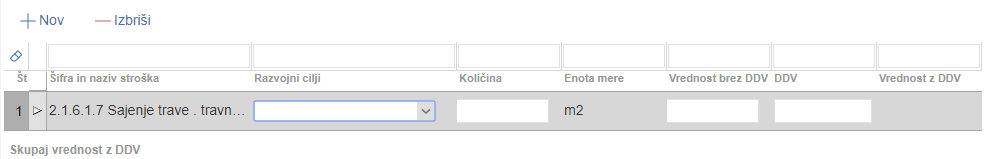 Nov Izbriši
Št Šifra in naziv stroška Razvojni cilji Količina Enota mere Vrednost brez DDV DDV Vrednost z DDV
1 2.1.6.1.7 Sajenje trave . travn… m2
Skupaj vrednost z DDV